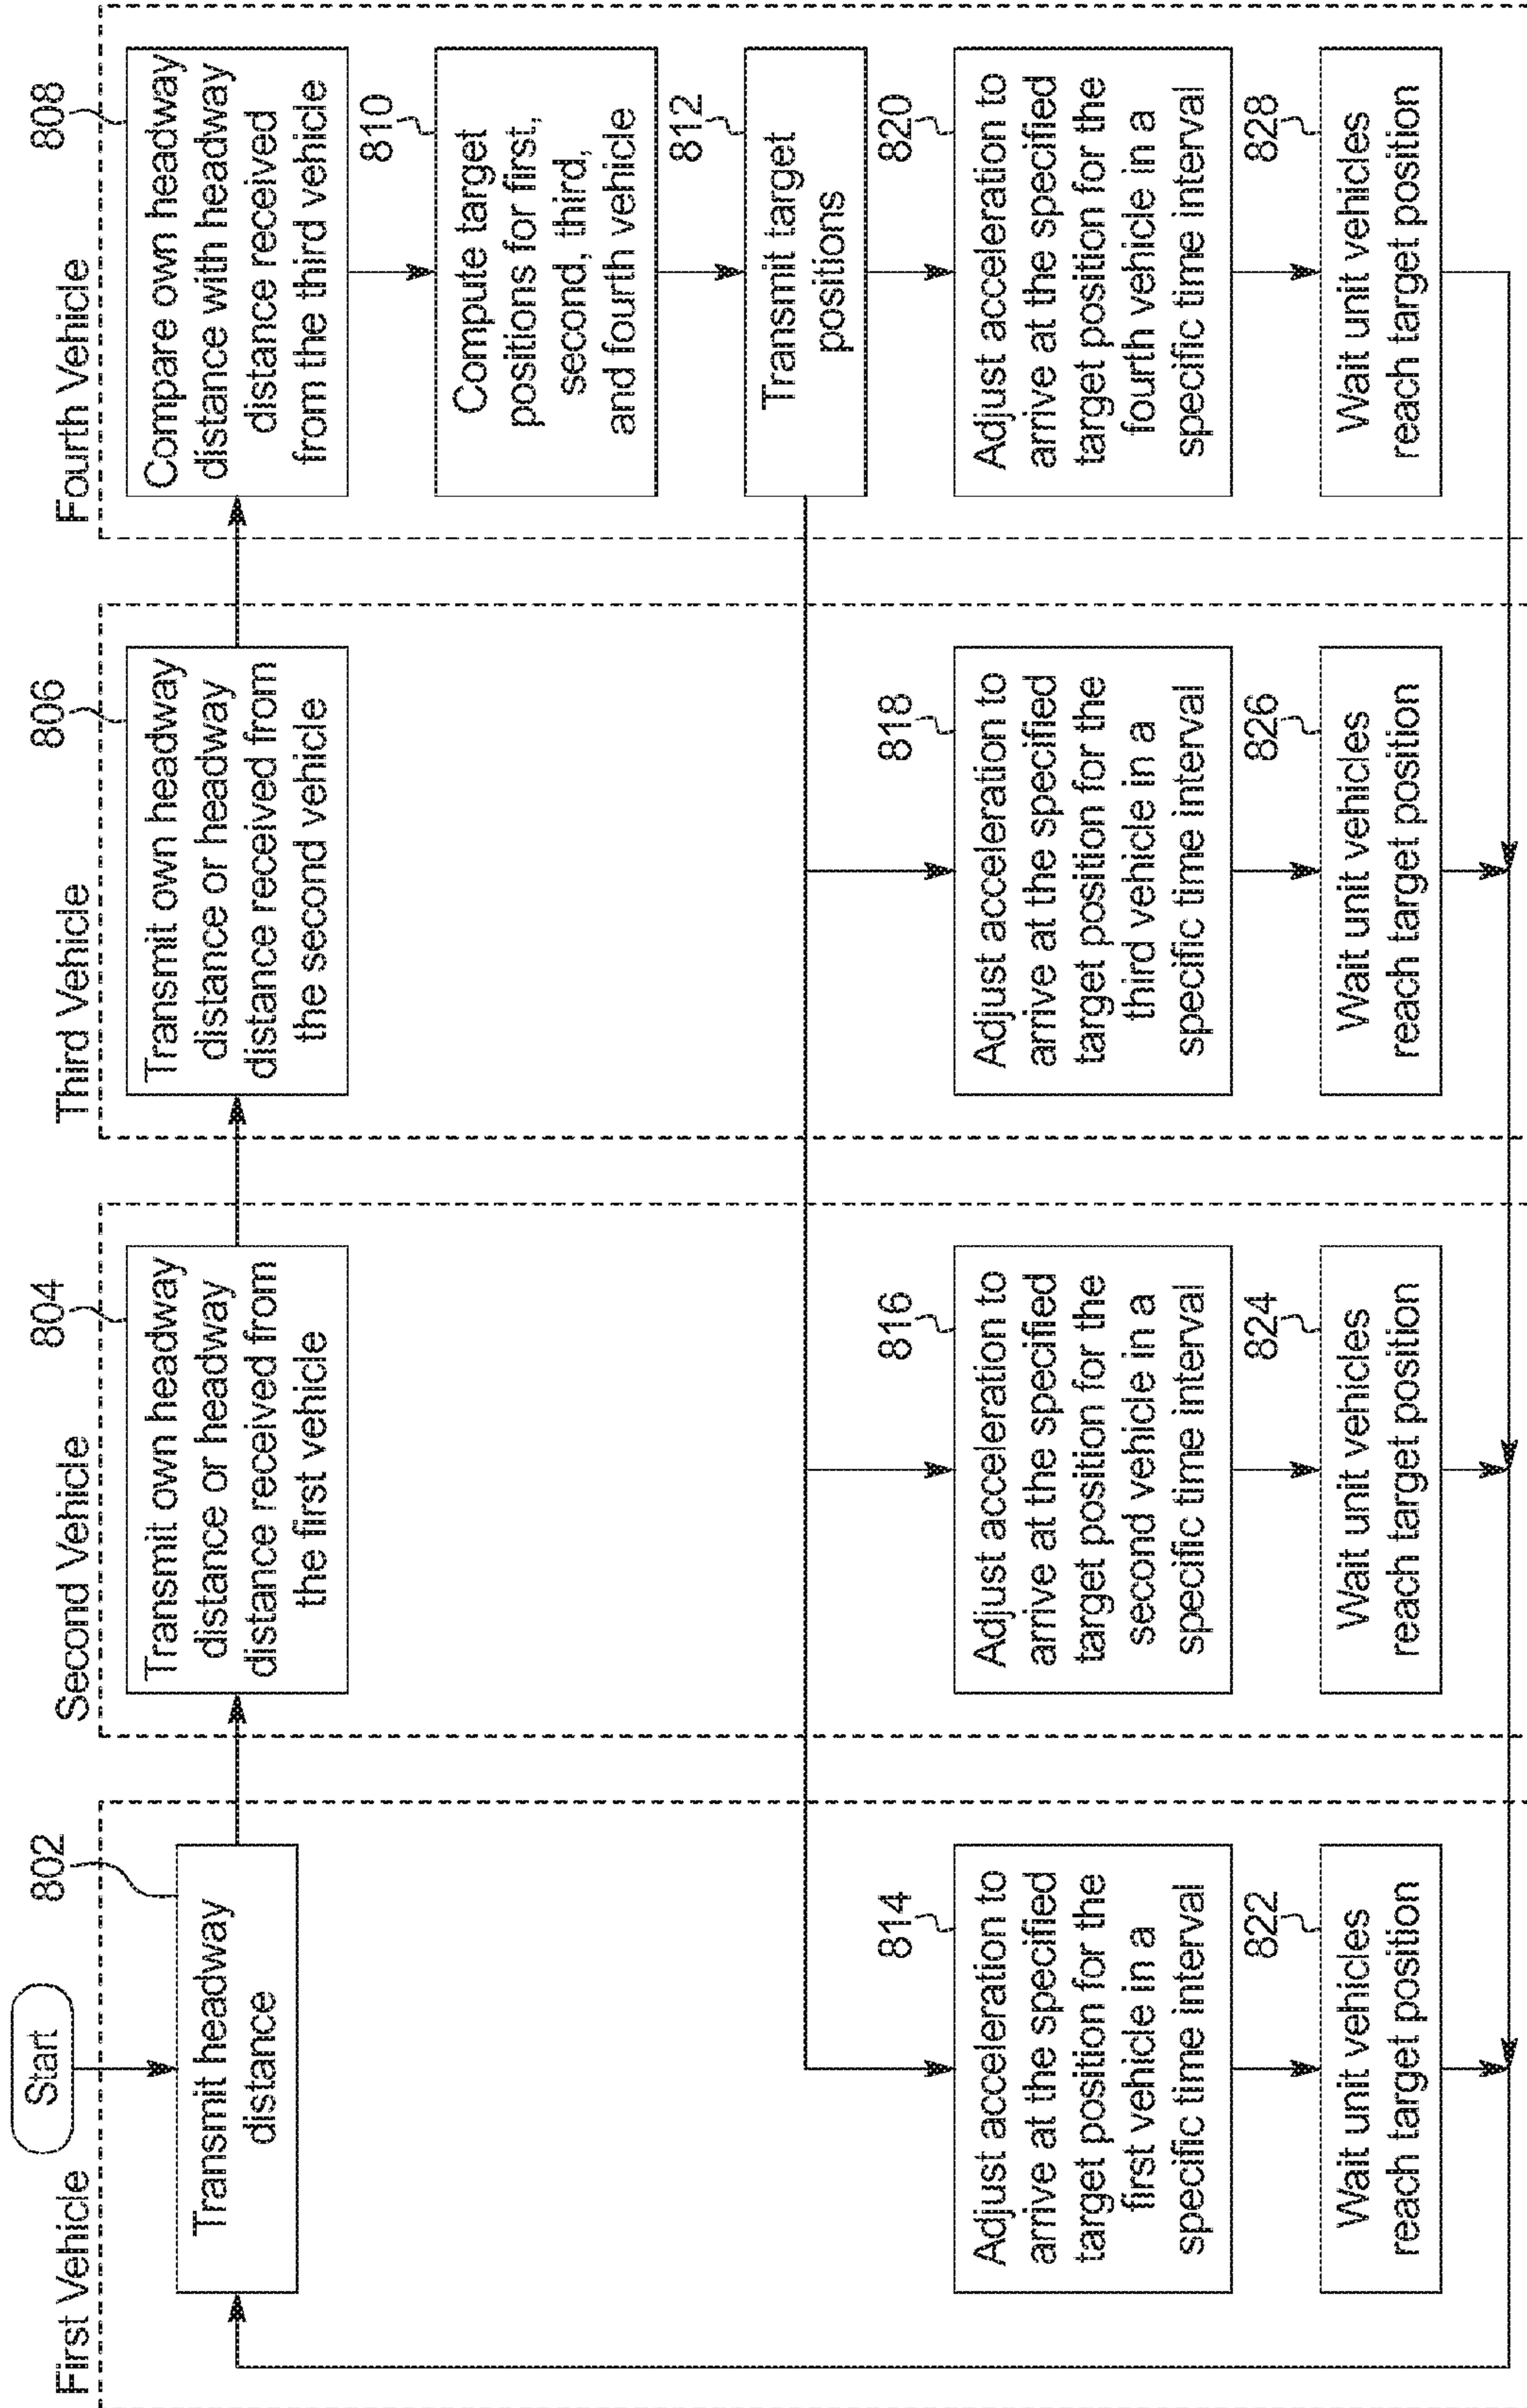 Start
First Vehicle
802
Transmit headway
distance
814
Adjust acceleration to
arrive at the specified
target position for the
first vehicle in a
specific time interval
822
Wait unit vehicles
reach target position
Second Vehicle
804
Transmit own headway
distance or headway
distance received from
the first vehicle
816
Adjust acceleration to
arrive at the specified
target position for the
second vehicle in a
specific time interval
824
Wait unit vehicles
reach target position
Third Vehicle
806
Transmit own headway
distance or headway
distance received from
the second vehicle
818
Adjust acceleration to
arrive at the specified
target position for the
third vehicle in a
specific time interval
826
Wait unit vehicles
reach target position
Fourth Vehicle
808
Compare own headway
distance with headway
distance received
from the third vehicle
810
Compute target
positions for first,
second, third,
and fourth vehicle
812
Transmit target
positions
820
Adjust acceleration to
arrive at the specified
target position for the
fourth vehicle in a
specific time interval
828
Wait unit vehicles
reach target position